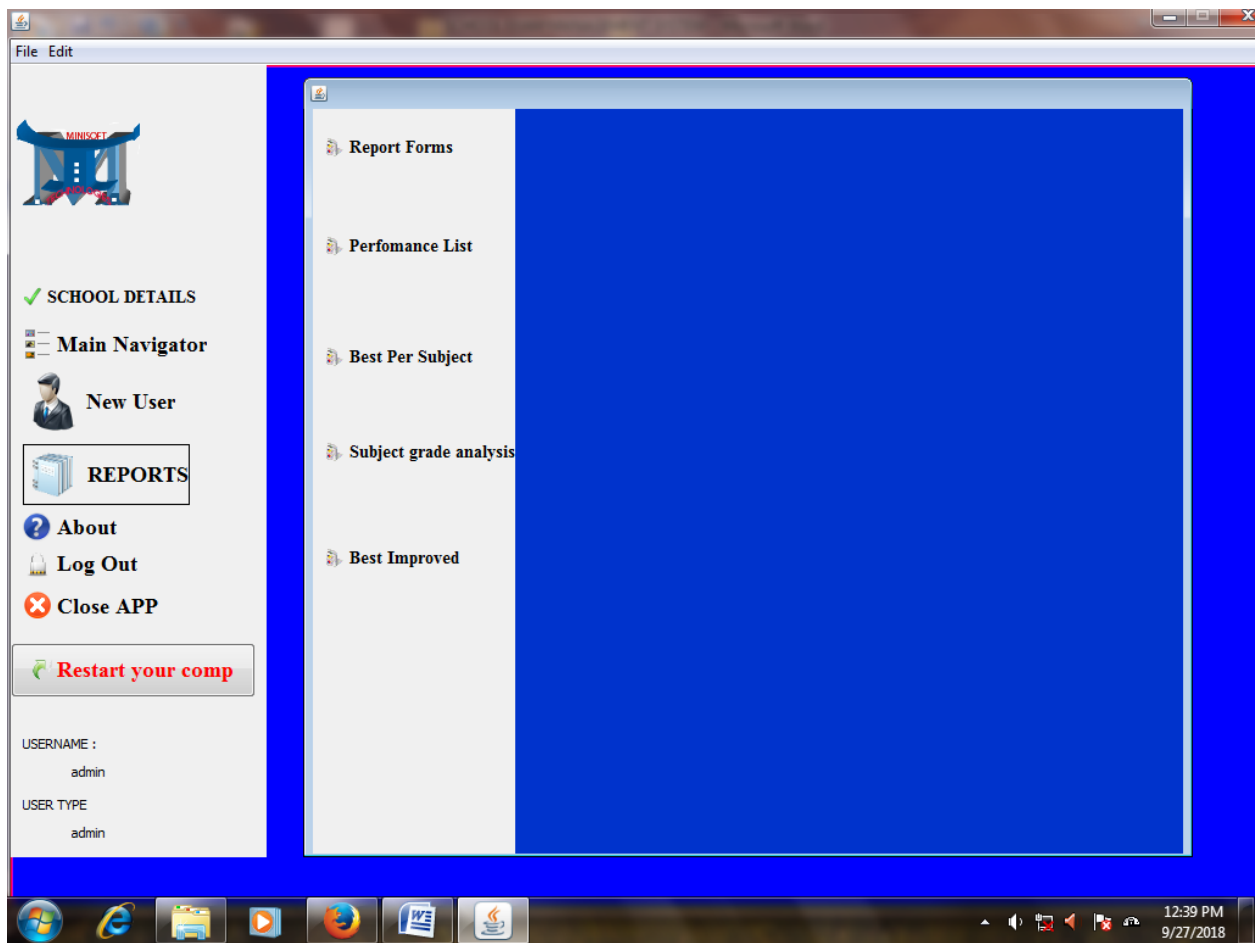 File Edit
MINISOFT
SCHOOL DETAILS
Main Navigator
New User
REPORTS
About
Log Out
Close APP
Restart your comp
USERNAME :
admin
USER TYPE
admin
Report Forms
Perfomance List
Best Per Subject
Subject grade analysis
Best Improved
12:39 PM
9/27/2018